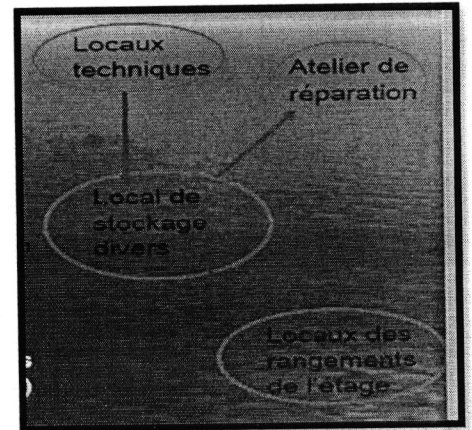 Locaux
techniques
Atelier de
réparation
Local de
stockage
divers
Locaux des
rangements
de l'étage